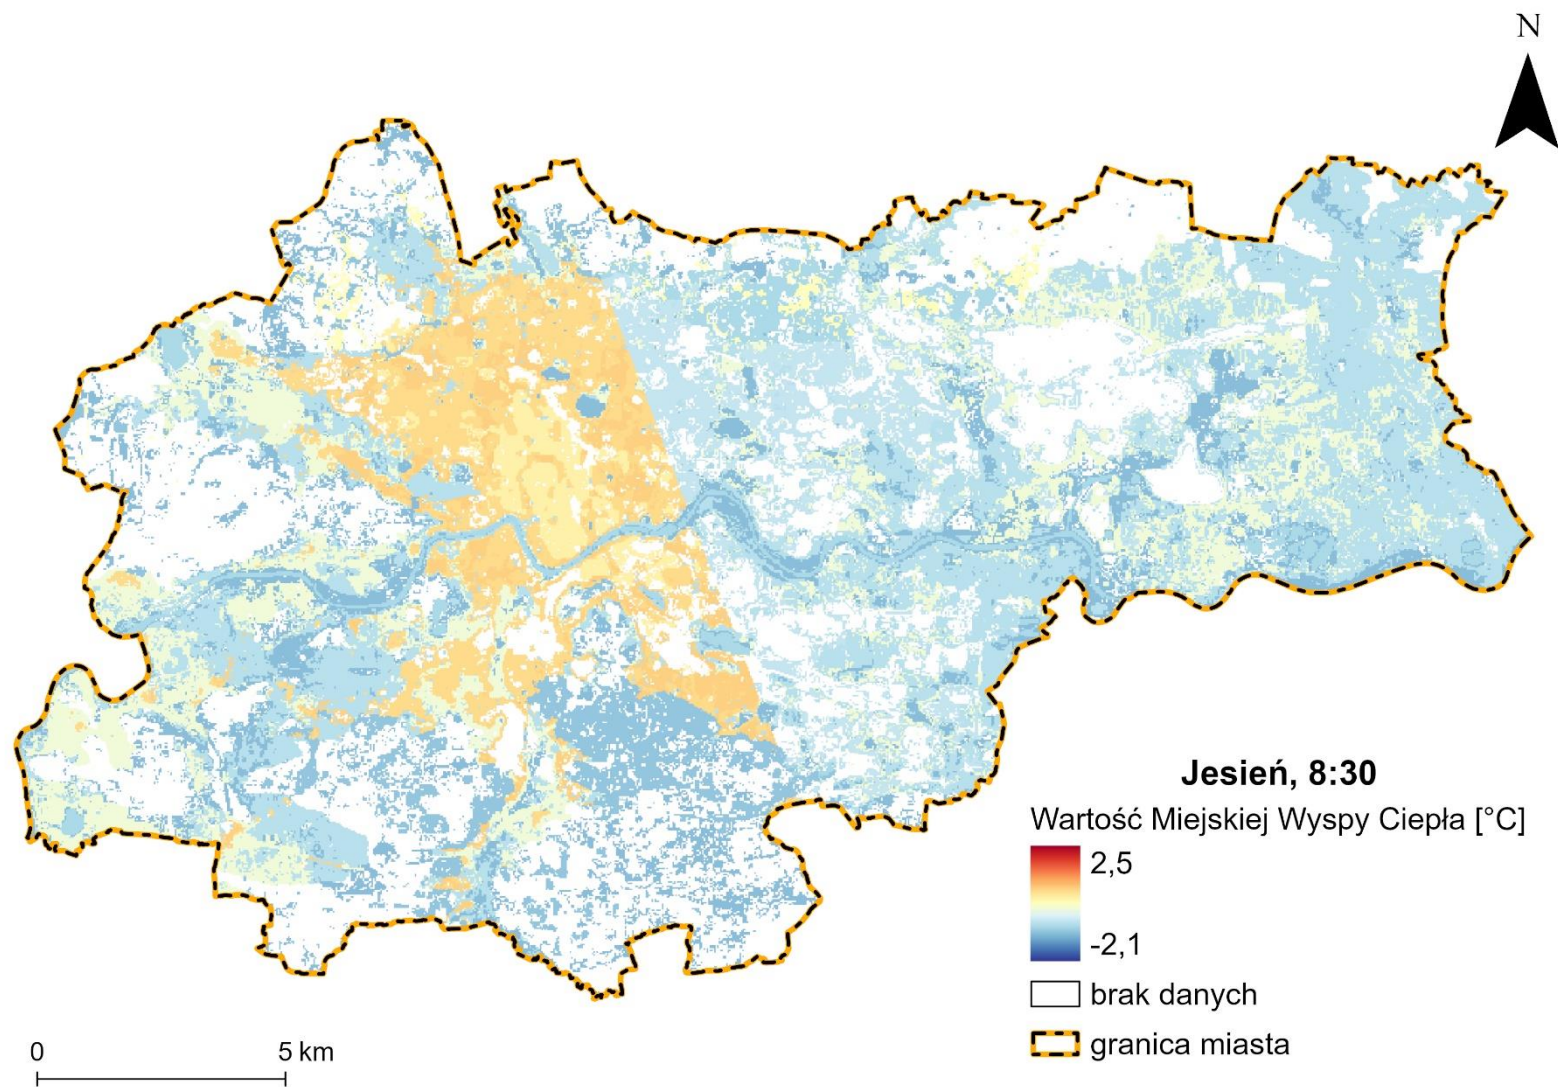 N
Jesień, 8:30
Wartość Miejskiej Wyspy Ciepła [°C]
2,5
-2,1
brak danych
granica miasta
0 5 km